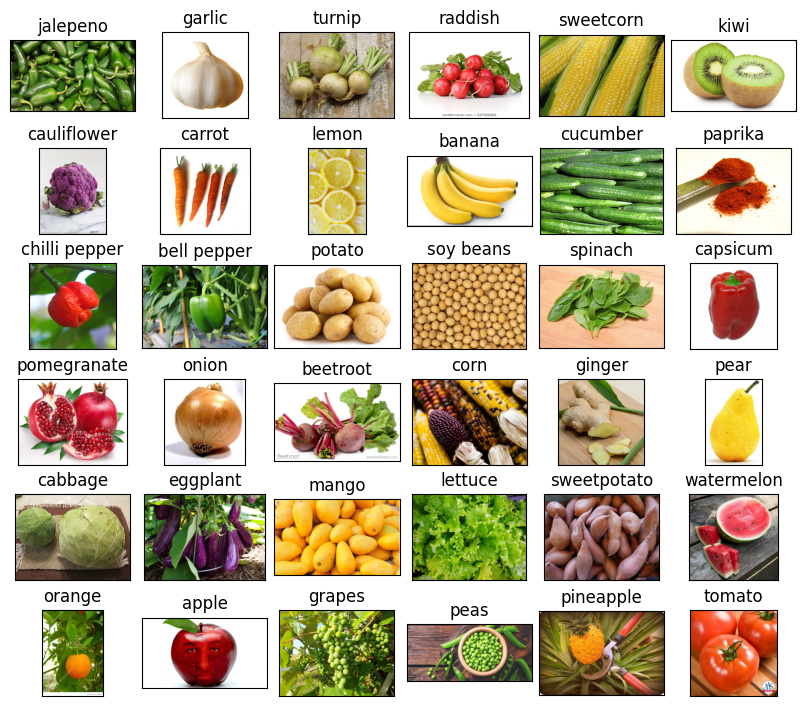 jalepeno
garlic
turnip
raddish
sweetcorn
kiwi
cauliflower
carrot
lemon
banana
cucumber
paprika
chilli pepper
bell pepper
potato
soy beans
spinach
capsicum
pomegranate
onion
beetroot
corn
ginger
pear
cabbage
eggplant
mango
lettuce
sweetpotato
watermelon
orange
apple
grapes
peas
pineapple
tomato
Beetroot